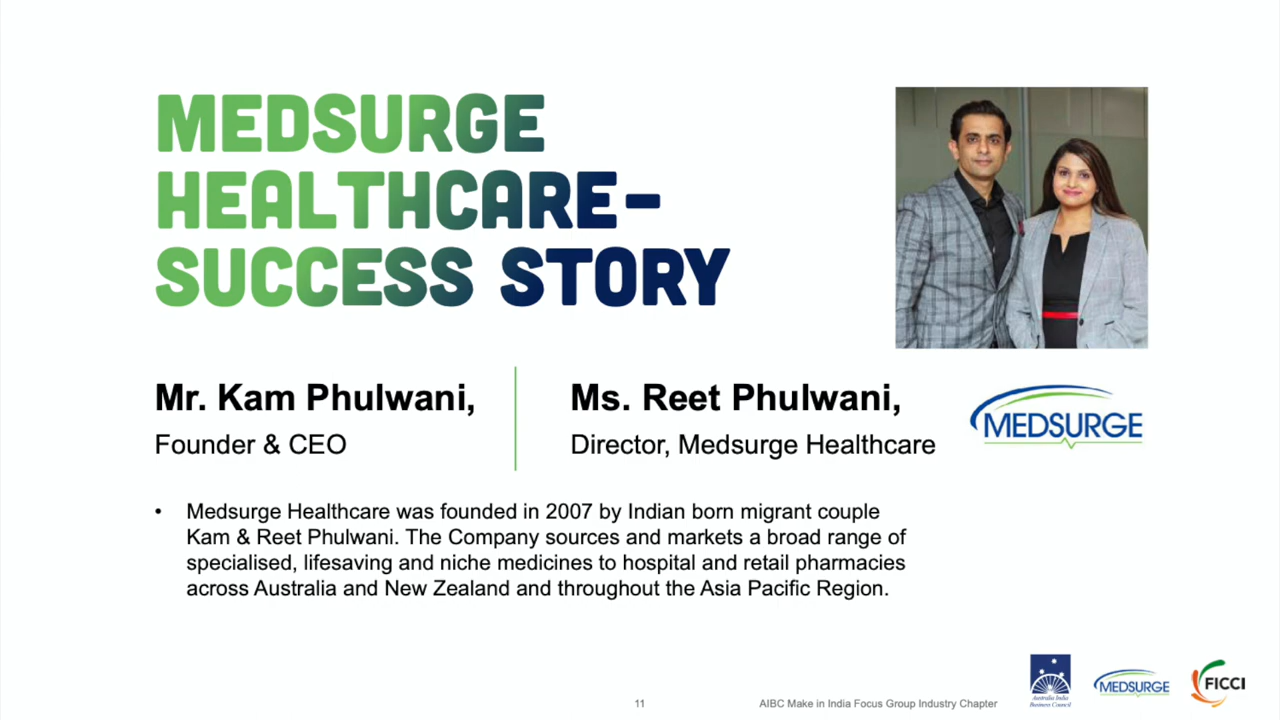 MEDSURGE
HEALTHCARE–
SUCCESS STORY
Mr. Kam Phulwani,
Founder & CEO
Ms. Reet Phulwani,
Director, Medsurge Healthcare
MEDSURGE
• Medsurge Healthcare was founded in 2007 by Indian born migrant couple
Kam & Reet Phulwani. The Company sources and markets a broad range of
specialised, lifesaving and niche medicines to hospital and retail pharmacies
across Australia and New Zealand and throughout the Asia Pacific Region.
11
AIBC Make in India Focus Group Industry Chapter
Australia India
Business Council
MEDSURGE
FICCI